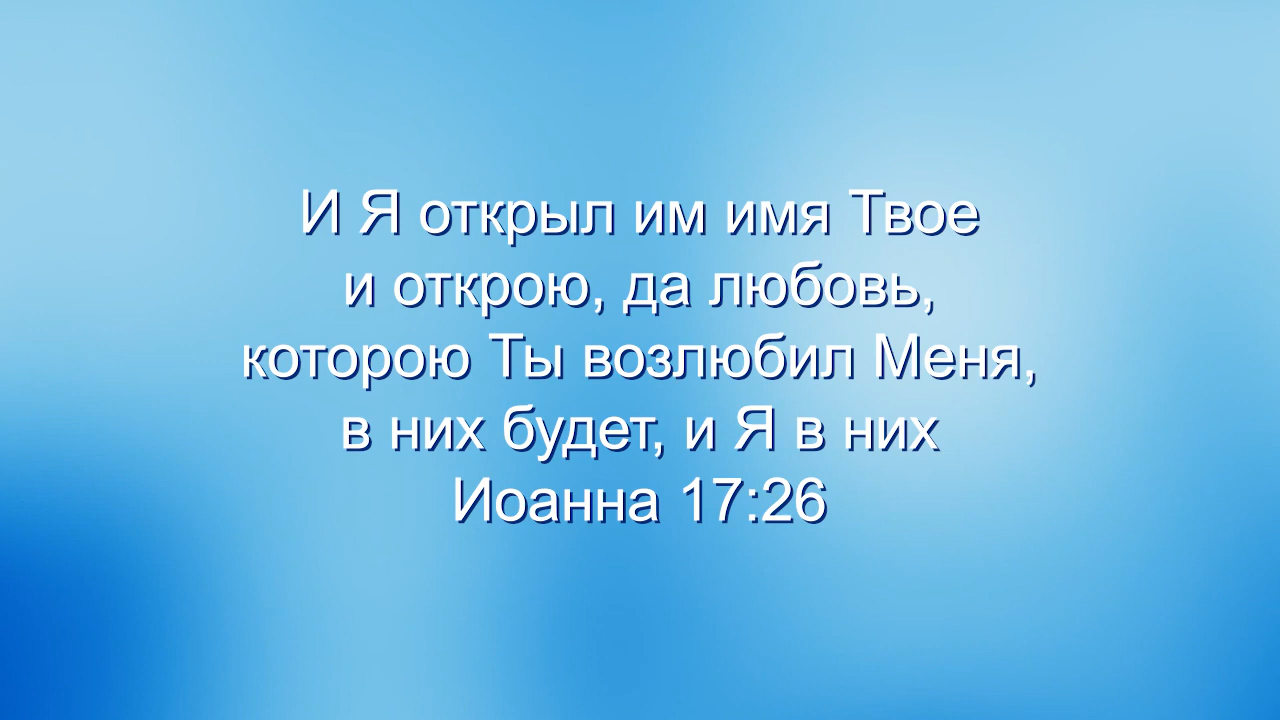 И Я открыл им имя Твое
и открою, да любовь,
которою Ты возлюбил Меня,
в них будет, и Я в них
Иоанна 17:26